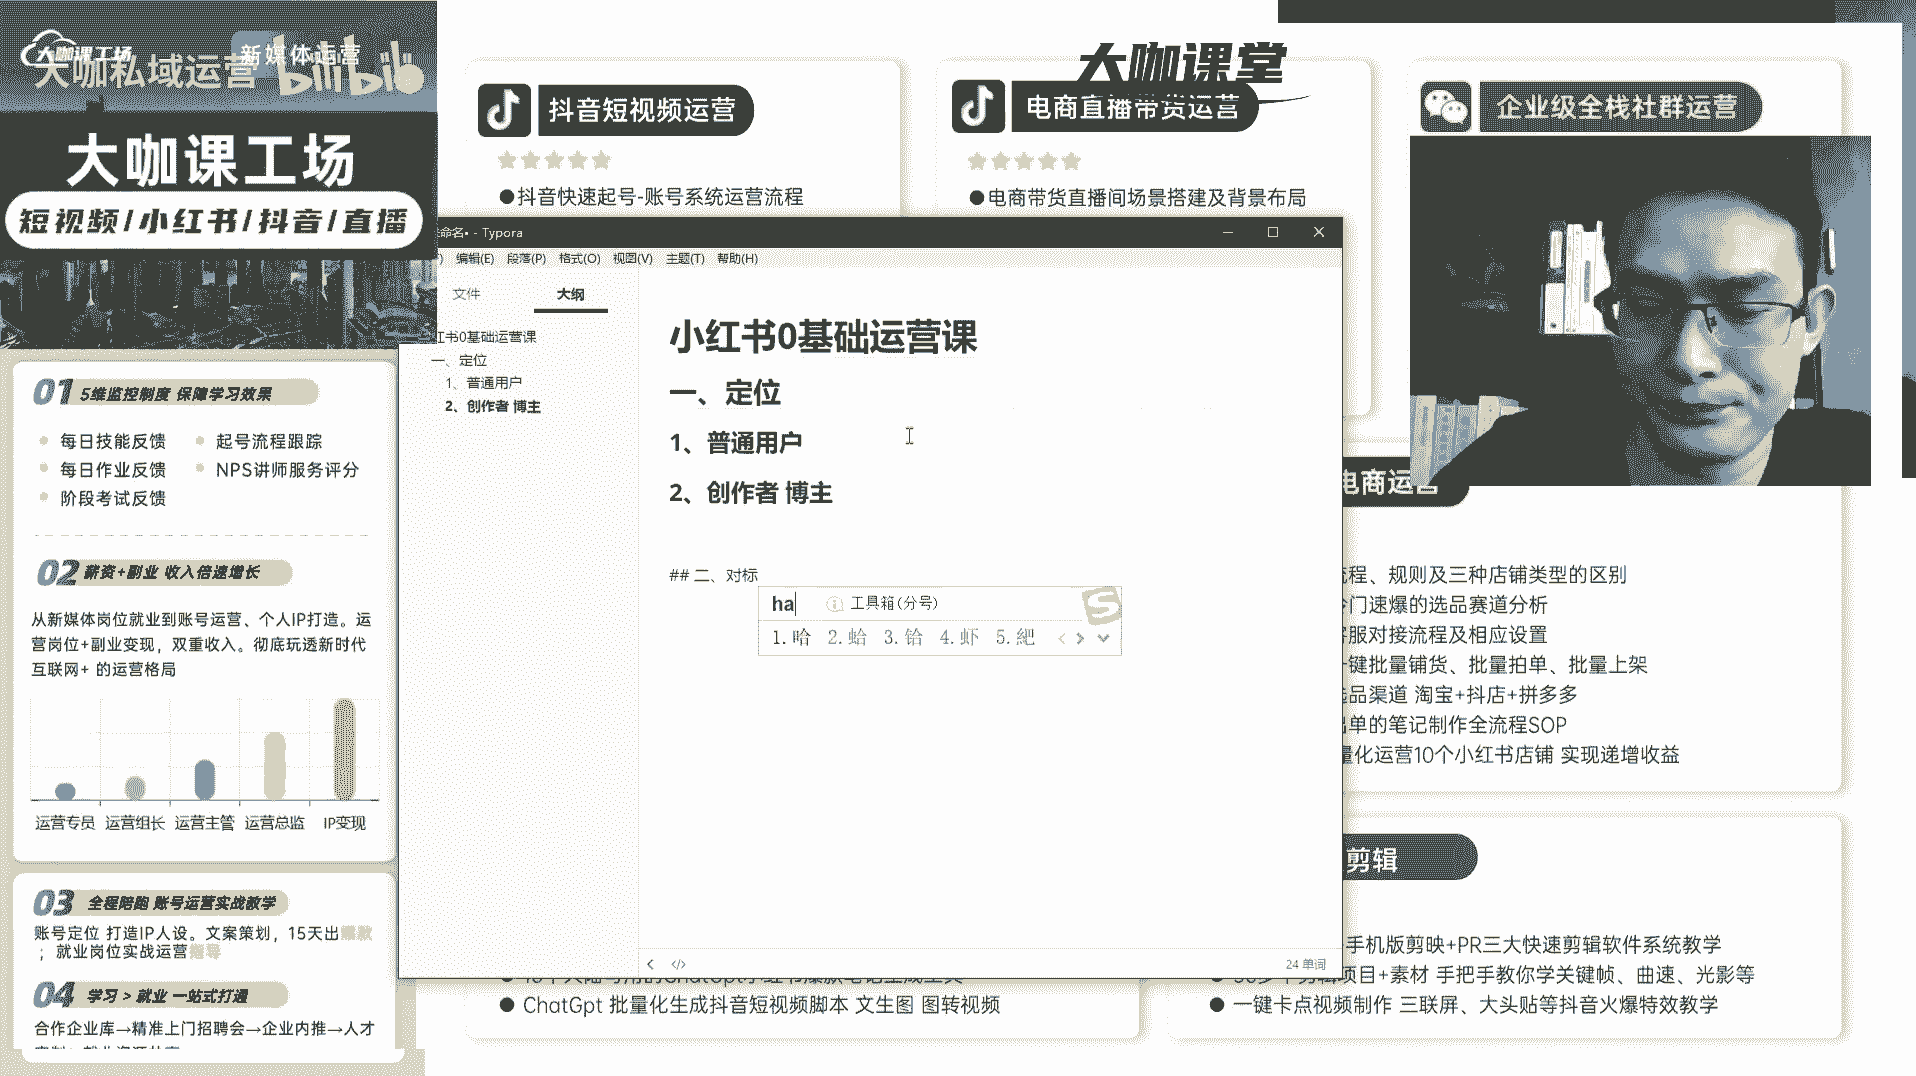 大咖课工场
新媒体运营
大咖私域运营
bilibili
大咖课工场
短视频/小红书/抖音/直播
01 5维监控制度 保障学习效果
每日技能反馈
起号流程跟踪
每日作业反馈
NPS讲师服务评分
阶段考试反馈
02 薪资+副业 收入倍速增长
从新媒体岗位就业到账号运营、个人IP打造。运
营岗位+副业变现，双重收入。彻底玩透新时代
互联网+ 的运营格局
运营专员 运营组长 运营主管 运营总监 IP变现
03 全程陪跑 账号运营实战教学
账号定位 打造IP人设。文案策划，15天出爆款
；就业岗位实战运营指导
04 学习 > 就业 一站式打通
合作企业库→精准上门招聘会→企业内推→人才
大咖课堂
抖音短视频运营
●抖音快速起号-账号系统运营流程
电商直播带货运营
●电商带货直播间场景搭建及背景布局
企业级全栈社群运营
命名• - Typora
编辑(E) 段落(P) 格式(O) 视图(V) 主题(T) 帮助(H)
文件
大纲
红书0基础运营课
一、定位
1、普通用户
2、创作者 博主
小红书0基础运营课
一、定位
1、普通用户
2、创作者 博主
## 二、对标
ha
工具箱(分号)
1.哈 2.蛤 3.铪 4.虾 5.紦
24 单词
电商运营
流程、规则及三种店铺类型的区别
冷门速爆的选品赛道分析
客服对接流程及相应设置
一键批量铺货、批量拍单、批量上架
选品渠道 淘宝+抖店+拼多多
出单的笔记制作全流程SOP
量化运营10个小红书店铺 实现递增收益
剪辑
手机版剪映+PR三大快速剪辑软件系统教学
项目+素材 手把手教你学关键帧、曲速、光影等
● 一键卡点视频制作 三联屏、大头贴等抖音火爆特效教学
● ChatGpt 批量化生成抖音短视频脚本 文生图 图转视频